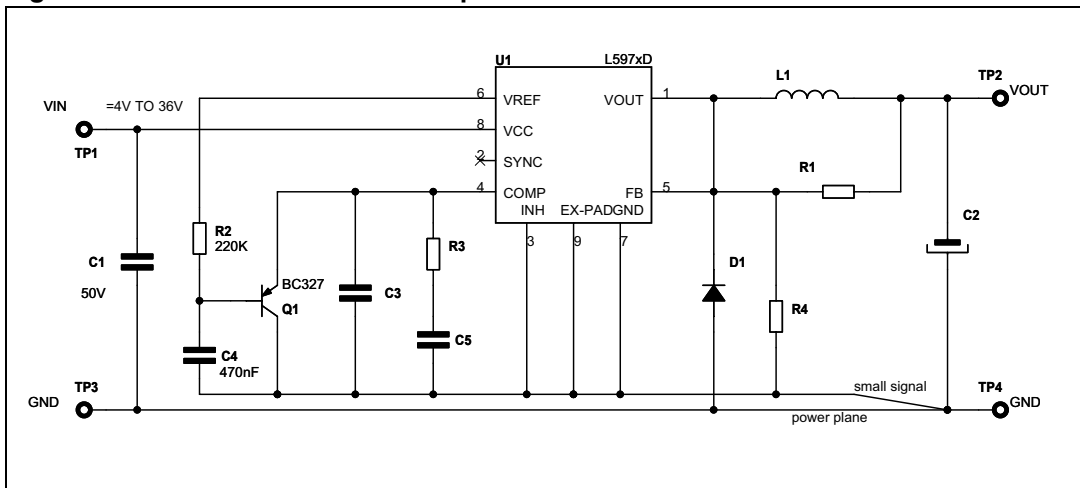 U1
L597xD
L1
TP2
VIN
=4V TO 36V
6
VREF
VOUT
1
VOUT
8
VCC
TP1
2
SYNC
R1
4
COMP
FB
5
INH
EX-PADGND
R2
220K
3
9
7
C2
R3
C1
D1
50V
BC327
C3
Q1
R4
C4
470nF
C5
TP3
small signal
TP4
GND
GND
power plane